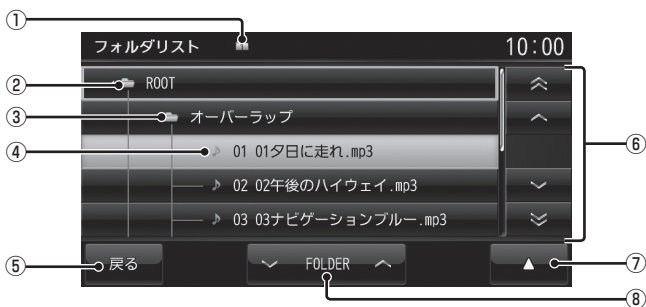 ①
フォルダリスト 10:00
② ROOT
③ オーバーラップ
④ 01 01夕日に走れ.mp3
⑥
02 02午後のハイウェイ.mp3
03 03ナビゲーションブルー.mp3
⑤ 戻る FOLDER ⑦
⑧